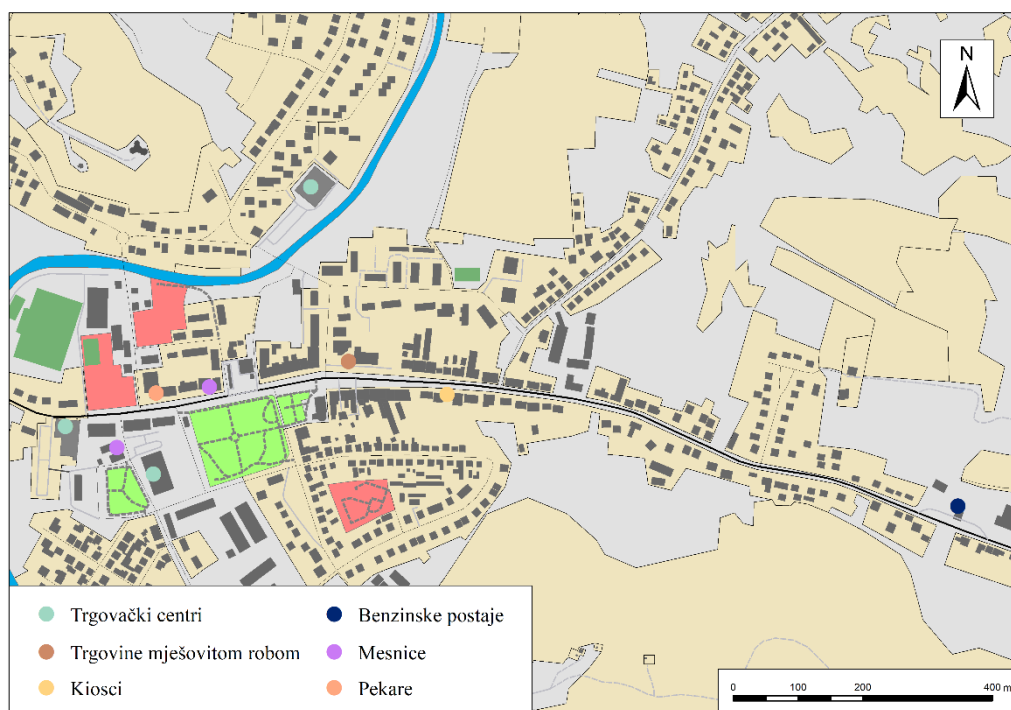 N
Trgovački centri
Trgovine mješovitom robom
Kiosci
Benzinske postaje
Mesnice
Pekare
0 100 200 400 m